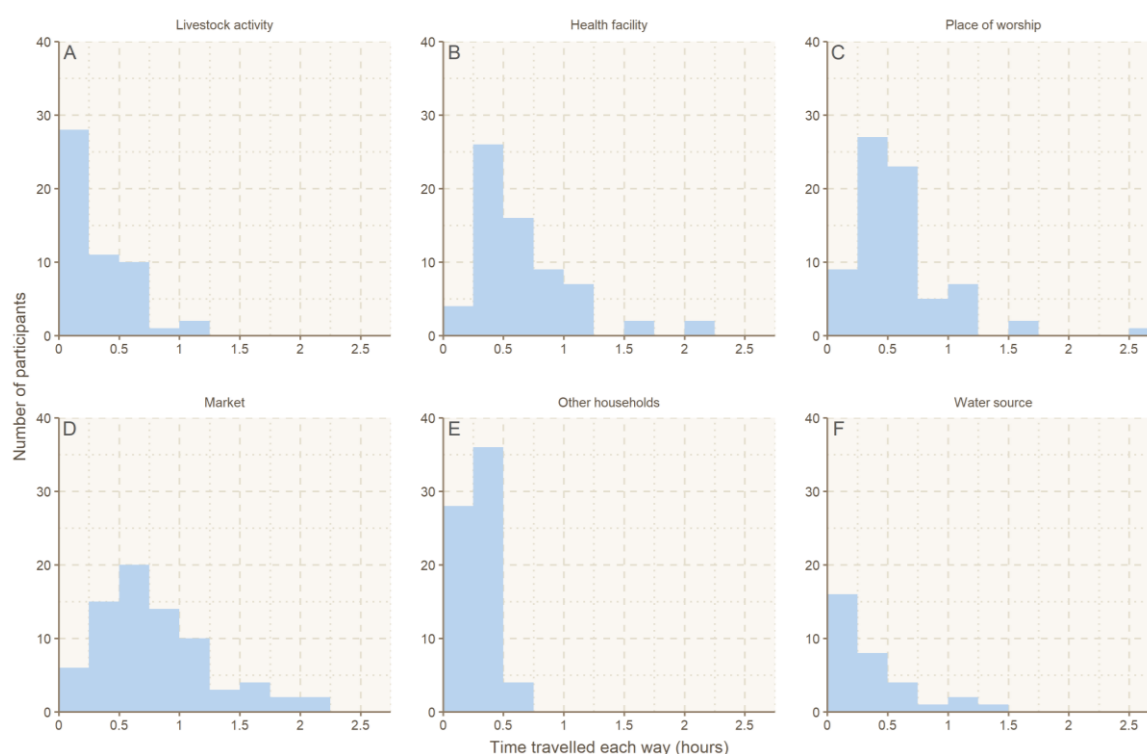 Livestock activity
Health facility
Place of worship
A
B
C
40
30
20
10
0
0 0.5 1 1.5 2 2.5
40
30
20
10
0
0 0.5 1 1.5 2 2.5
40
30
20
10
0
0 0.5 1 1.5 2 2.5
Number of participants
Market
Other households
Water source
D
E
F
40
30
20
10
0
0 0.5 1 1.5 2 2.5
40
30
20
10
0
0 0.5 1 1.5 2 2.5
40
30
20
10
0
0 0.5 1 1.5 2 2.5
Time travelled each way (hours)